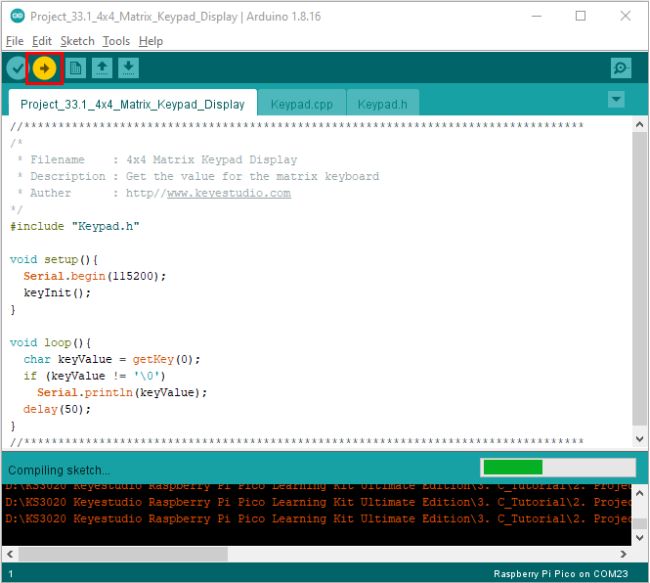 Project_33.1_4x4_Matrix_Keypad_Display | Arduino 1.8.16
File Edit Sketch Tools Help
Project_33.1_4x4_Matrix_Keypad_Display Keypad.cpp Keypad.h
//**********************************************************************************
/*
 * Filename    : 4x4 Matrix Keypad Display
 * Description : Get the value for the matrix keyboard
 * Auther      : http//www.keyestudio.com
*/
#include "Keypad.h"
void setup(){
  Serial.begin(115200);
  keyInit();
}
void loop(){
  char keyValue = getKey(0);
  if (keyValue != '\0')
    Serial.println(keyValue);
  delay(50);
}
//**********************************************************************************
Compiling sketch...
D:\KS3020 Keyestudio Raspberry Pi Pico Learning Kit Ultimate Edition\3. C_Tutorial\2. Projec
D:\KS3020 Keyestudio Raspberry Pi Pico Learning Kit Ultimate Edition\3. C_Tutorial\2. Projec
D:\KS3020 Keyestudio Raspberry Pi Pico Learning Kit Ultimate Edition\3. C_Tutorial\2. Projec
1 Raspberry Pi Pico on COM23